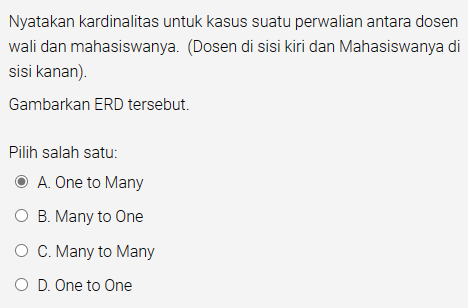 Nyatakan kardinalitas untuk kasus suatu perwalian antara dosen
wali dan mahasiswanya. (Dosen di sisi kiri dan Mahasiswanya di
sisi kanan).
Gambarkan ERD tersebut.
Pilih salah satu:
A. One to Many
B. Many to One
C. Many to Many
D. One to One